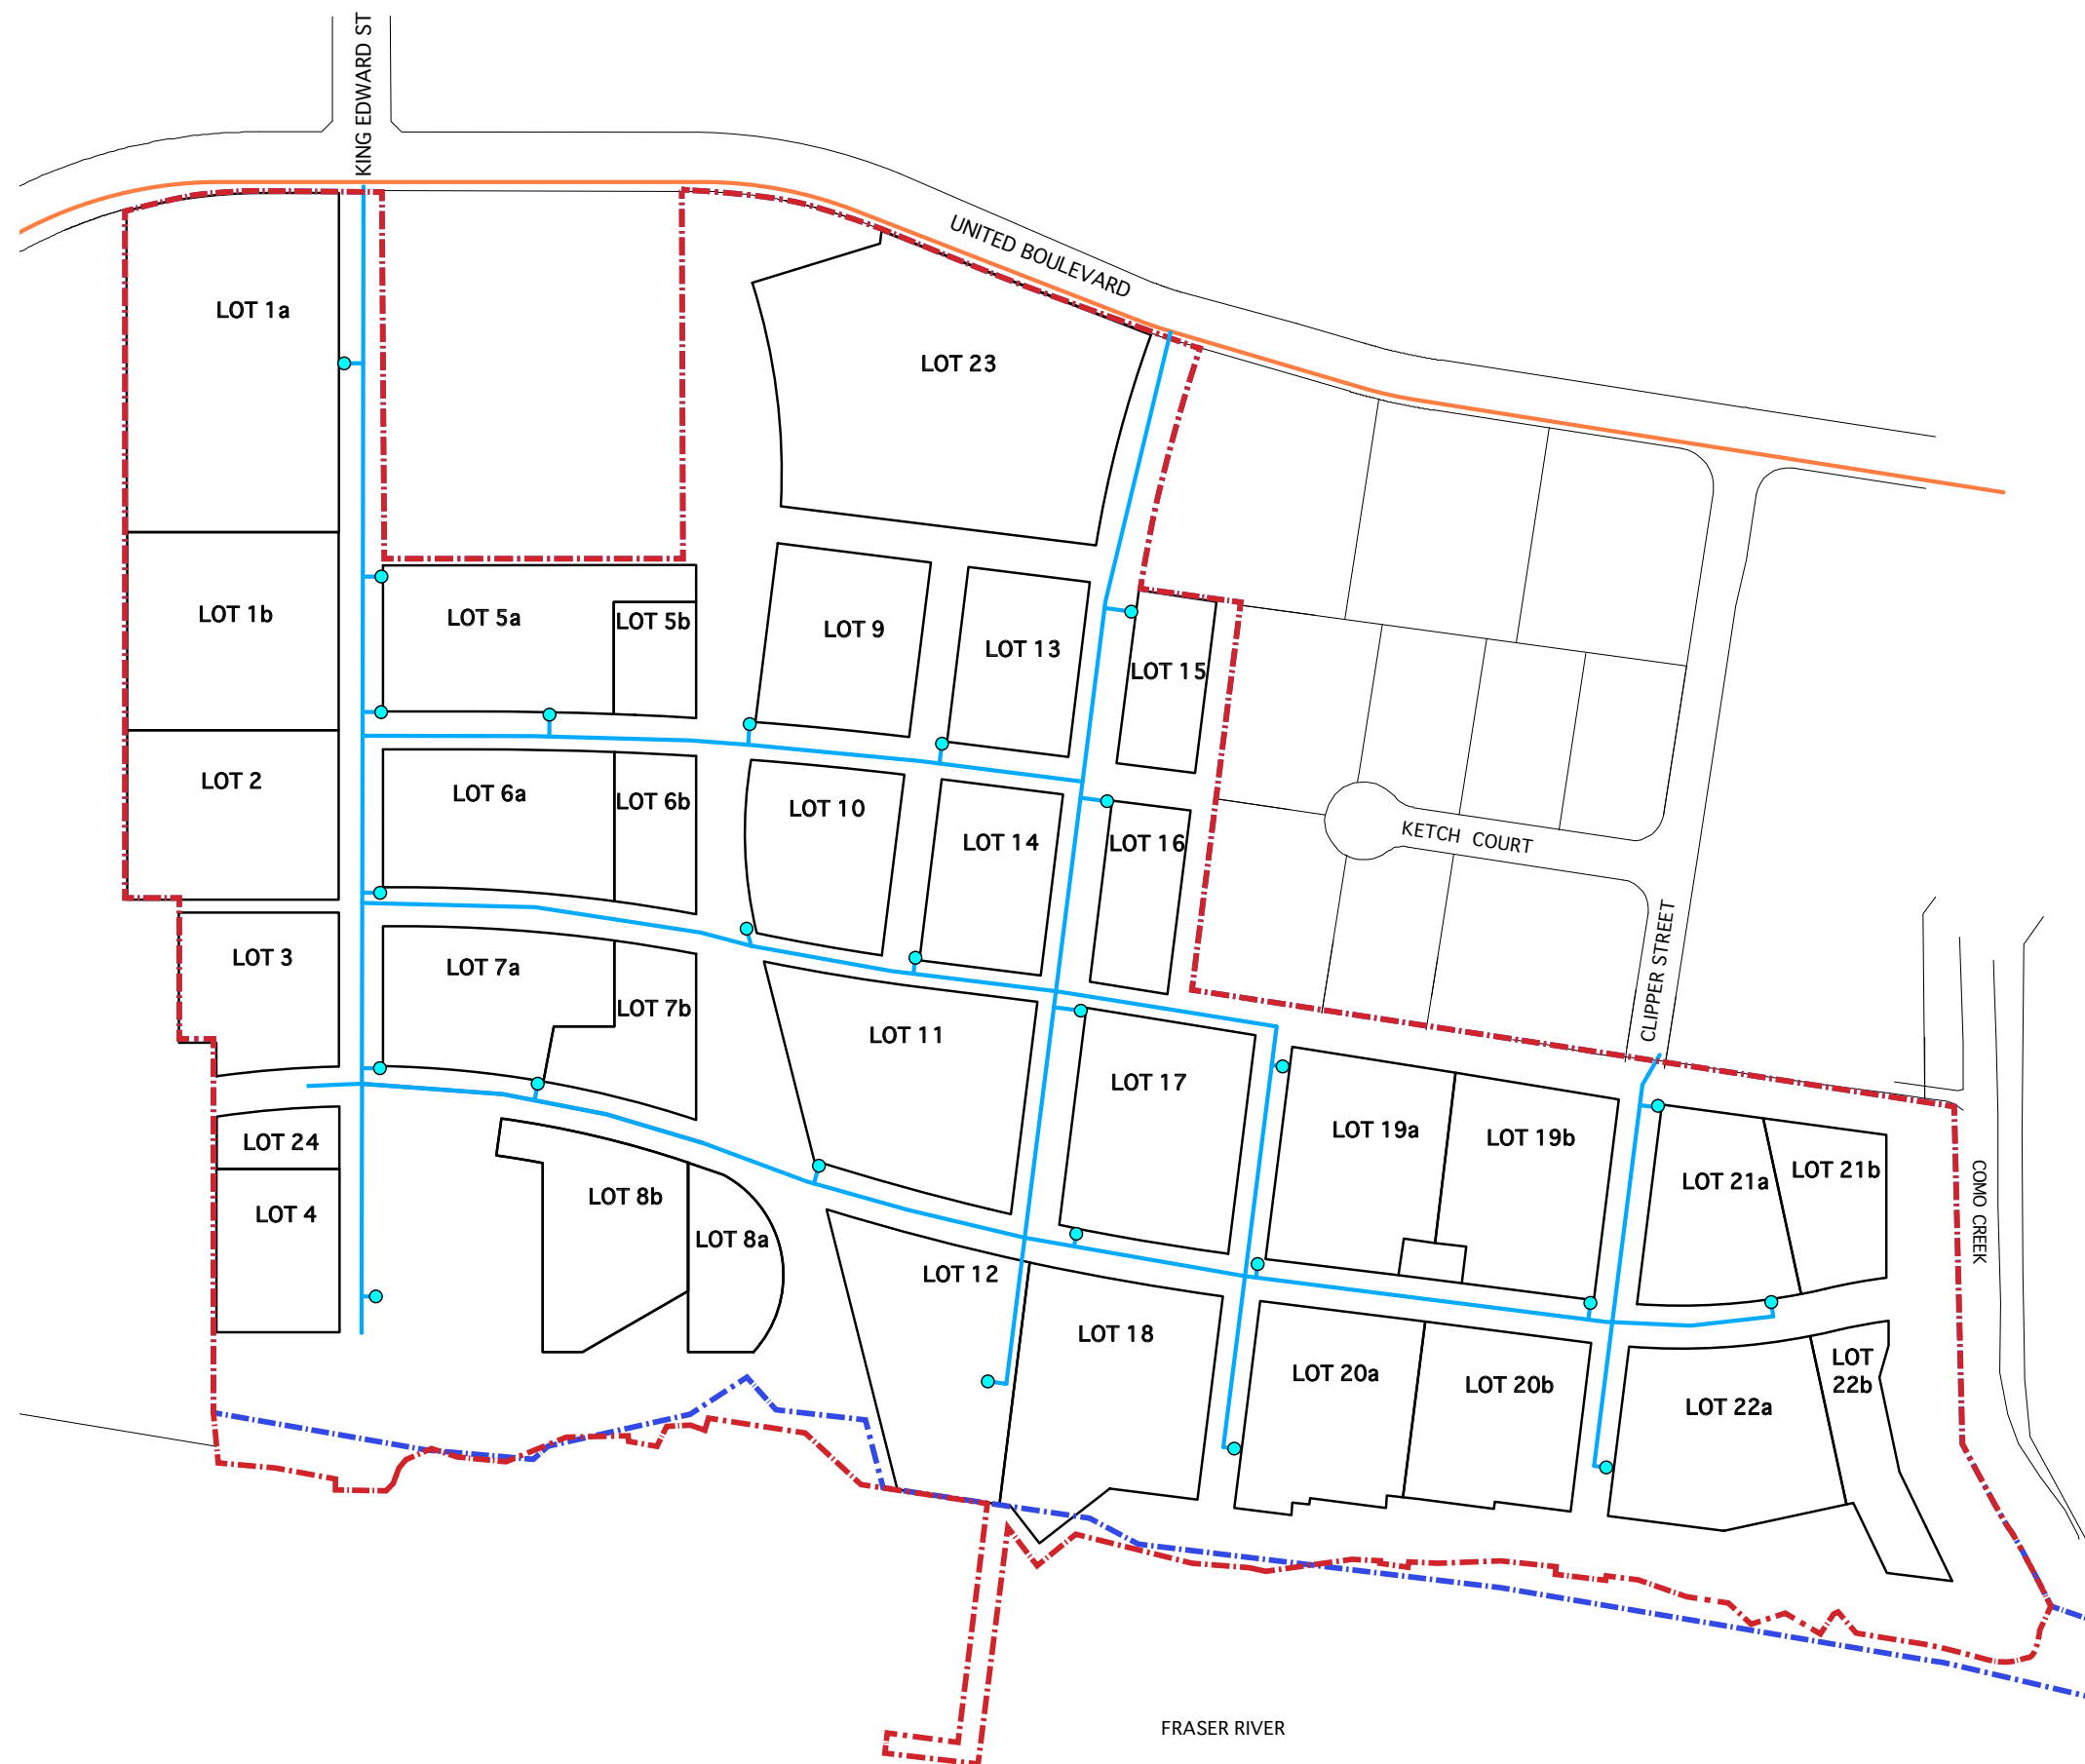 KING EDWARD ST
UNITED BOULEVARD
LOT 1a
LOT 23
LOT 1b
LOT 5a
LOT 5b
LOT 9
LOT 13
LOT 15
LOT 2
LOT 6a
LOT 6b
LOT 10
LOT 14
LOT 16
KETCH COURT
CLIPPER STREET
LOT 3
LOT 7a
LOT 7b
LOT 11
LOT 17
LOT 19a
LOT 19b
LOT 21a
LOT 21b
COMO CREEK
LOT 24
LOT 4
LOT 8b
LOT 8a
LOT 12
LOT 18
LOT 20a
LOT 20b
LOT 22a
LOT
22b
FRASER RIVER